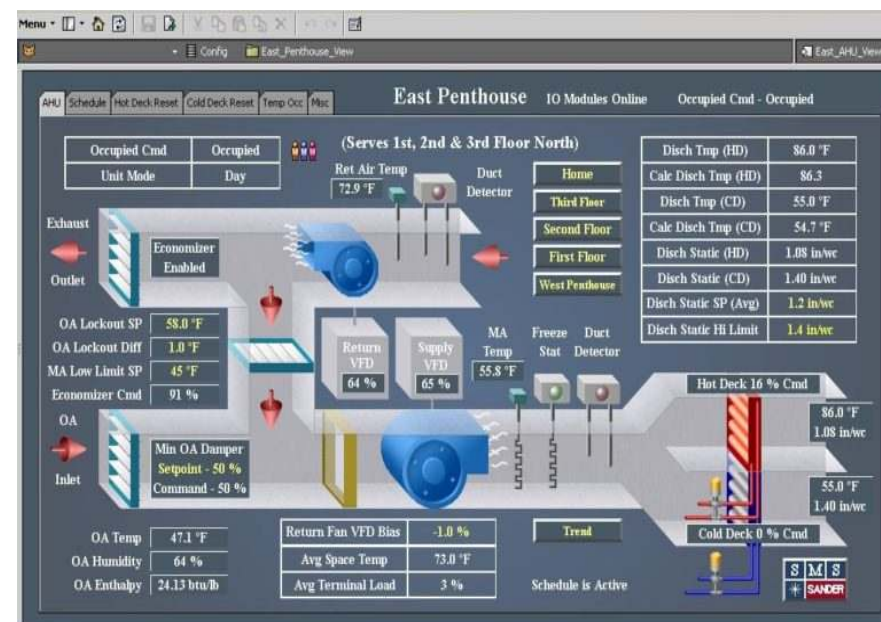 Menu
Config East_Penthouse_View East_AHU_View
AHU Schedule Hot Deck Reset Cold Deck Reset Temp Occ Misc
East Penthouse IO Modules Online Occupied Cmd - Occupied
(Serves 1st, 2nd & 3rd Floor North)
Occupied Cmd Occupied
Unit Mode Day
Ret Air Temp
72.9 °F
Duct
Detector
Home
Third Floor
Second Floor
First Floor
West Penthouse
Disch Tmp (HD) 86.0 °F
Calc Disch Tmp (HD) 86.3
Disch Tmp (CD) 55.0 °F
Calc Disch Tmp (CD) 54.7 °F
Disch Static (HD) 1.08 in/wc
Disch Static (CD) 1.40 in/wc
Disch Static SP (Avg) 1.2 in/wc
Disch Static Hi Limit 1.4 in/wc
Exhaust
Outlet
Economizer
Enabled
OA Lockout SP 58.0 °F
OA Lockout Diff 1.0 °F
MA Low Limit SP 45 °F
Economizer Cmd 91 %
Return
VFD
64 %
Supply
VFD
65 %
MA
Temp
55.8 °F
Freeze
Stat
Duct
Detector
Hot Deck 16 % Cmd
86.0 °F
1.08 in/wc
OA
Inlet
Min OA Damper
Setpoint - 50 %
Command - 50 %
55.0 °F
1.40 in/wc
Cold Deck 0 % Cmd
OA Temp 47.1 °F
OA Humidity 64 %
OA Enthalpy 24.13 btu/lb
Return Fan VFD Bias -1.0 %
Avg Space Temp 73.0 °F
Avg Terminal Load 3 %
Trend
Schedule is Active
S M S
SANDER